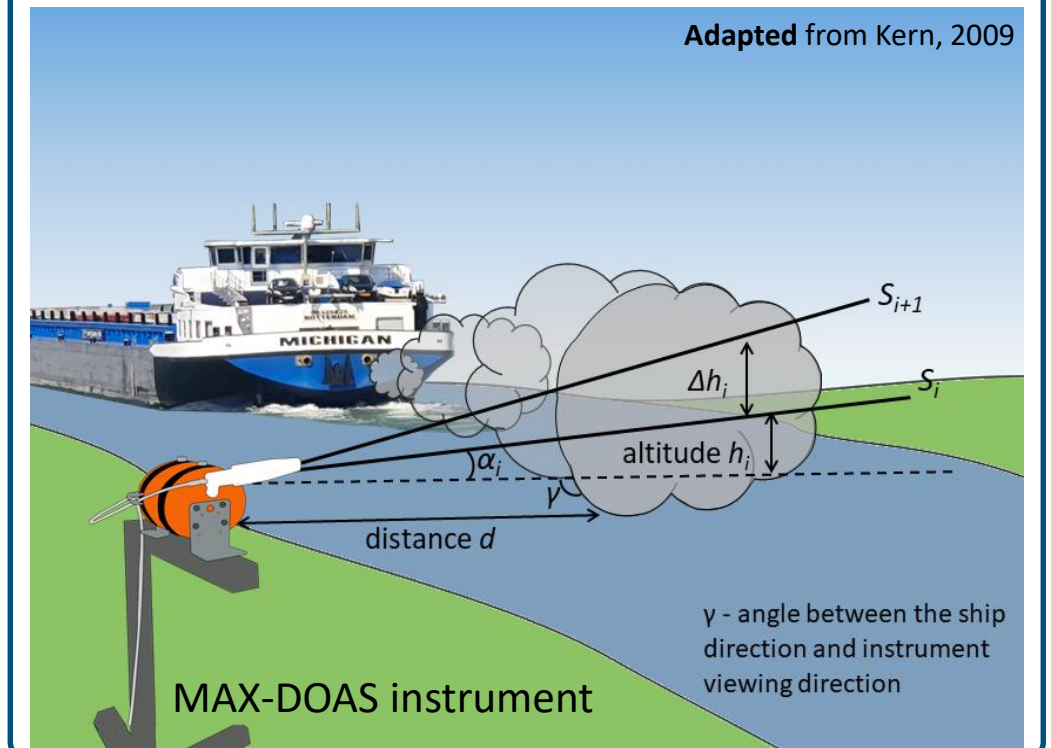 Adapted from Kern, 2009
ROTTERDAM
MICHIGAN
S_{i+1}
Δh_i
S_i
altitude h_i
α_i
γ
distance d
γ - angle between the ship
direction and instrument
viewing direction
MAX-DOAS instrument